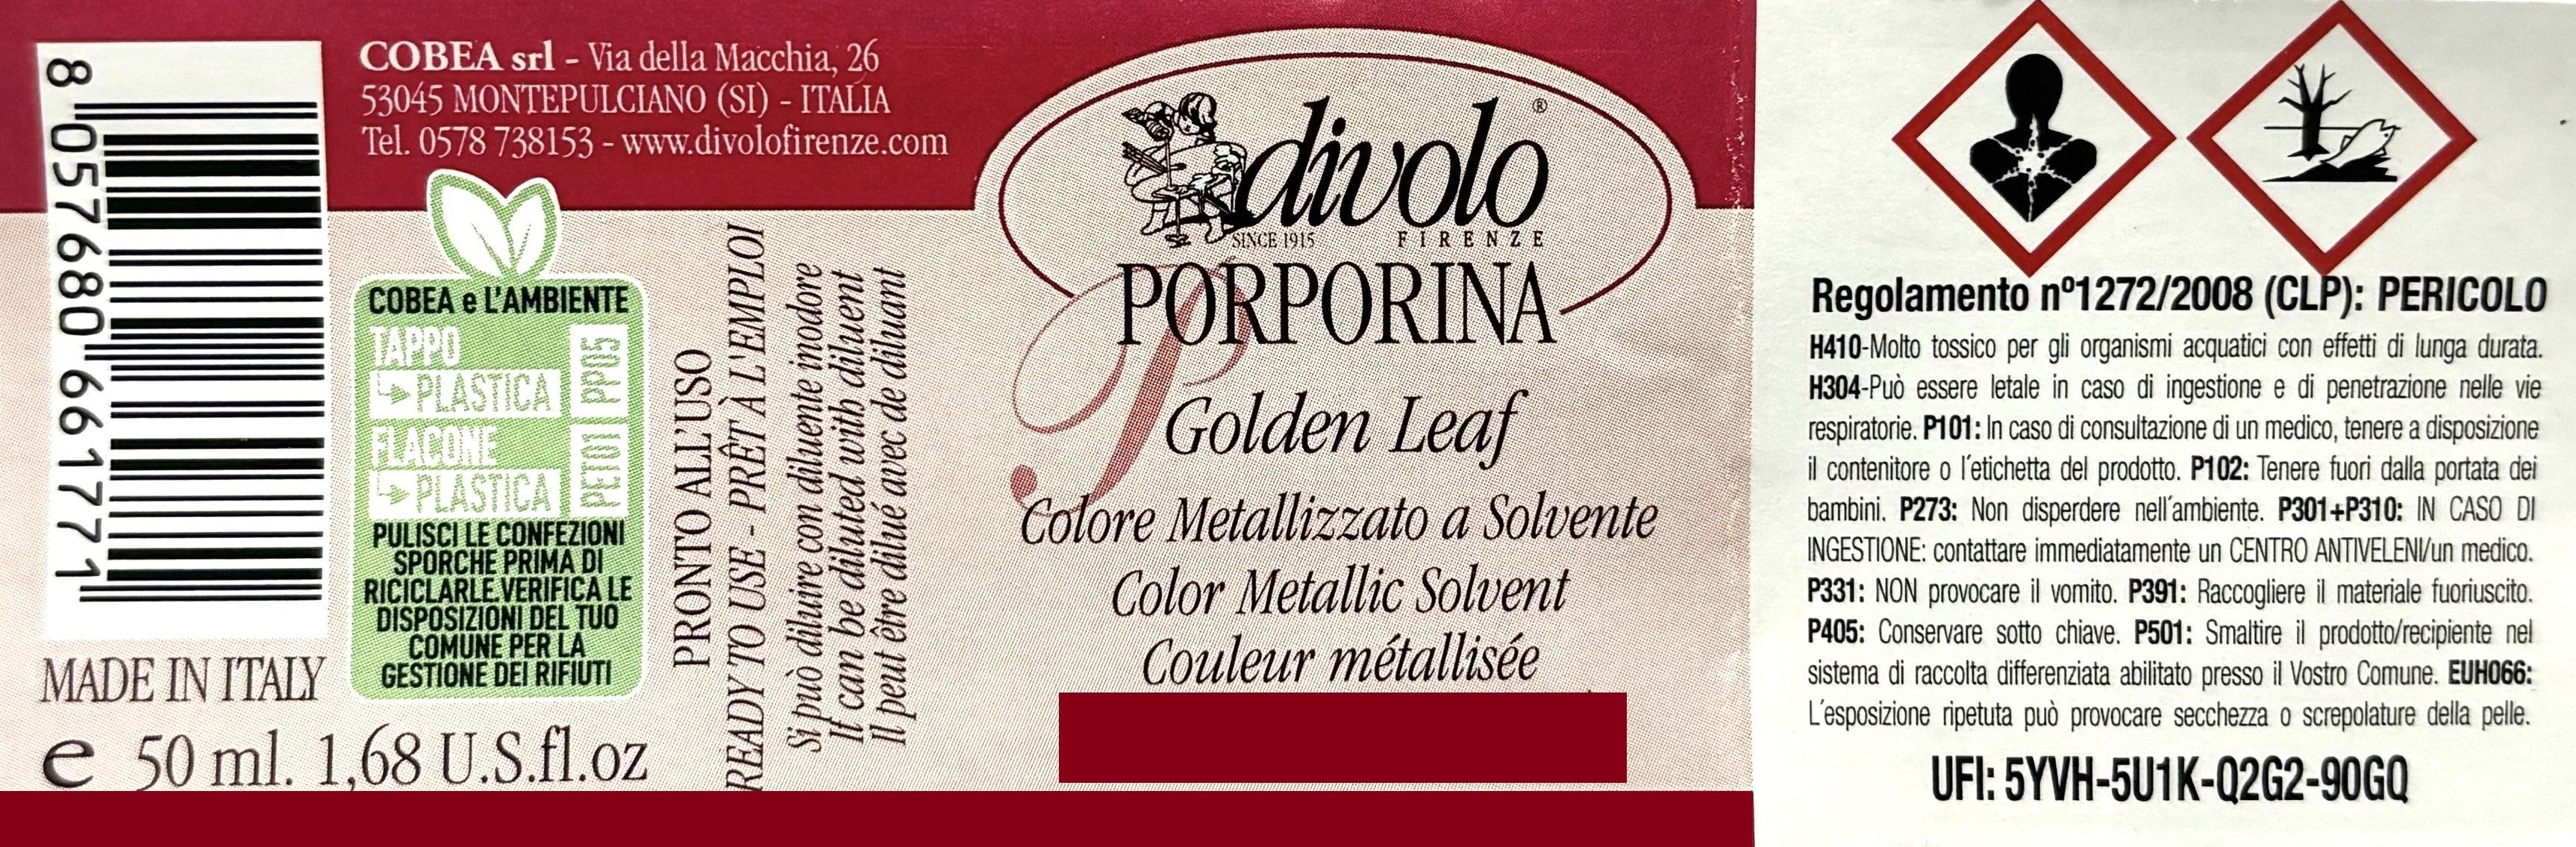 8 057680 661771
MADE IN ITALY
e 50 ml. 1,68 U.S.fl.oz
COBEA srl - Via della Macchia, 26
53045 MONTEPULCIANO (SI) - ITALIA
Tel. 0578 738153 - www.divolofirenze.com
COBEA e L'AMBIENTE
TAPPO
PLASTICA
PP05
FLACONE
PLASTICA
PET01
PULISCI LE CONFEZIONI
SPORCHE PRIMA DI
RICICLARLE.VERIFICA LE
DISPOSIZIONI DEL TUO
COMUNE PER LA
GESTIONE DEI RIFIUTI
PRONTO ALL'USO
READY TO USE - PRÊT À L'EMPLOI
Si può diluire con diluente inodore
It can be diluted with diluent
Il peut être dilué avec de diluant
divolo ®
SINCE 1915 FIRENZE
PORPORINA
P
Golden Leaf
Colore Metallizzato a Solvente
Color Metallic Solvent
Couleur métallisée
Regolamento nº1272/2008 (CLP): PERICOLO
H410-Molto tossico per gli organismi acquatici con effetti di lunga durata.
H304-Può essere letale in caso di ingestione e di penetrazione nelle vie
respiratorie. P101: In caso di consultazione di un medico, tenere a disposizione
il contenitore o l´etichetta del prodotto. P102: Tenere fuori dalla portata dei
bambini. P273: Non disperdere nell´ambiente. P301+P310: IN CASO DI
INGESTIONE: contattare immediatamente un CENTRO ANTIVELENI/un medico.
P331: NON provocare il vomito. P391: Raccogliere il materiale fuoriuscito.
P405: Conservare sotto chiave. P501: Smaltire il prodotto/recipiente nel
sistema di raccolta differenziata abilitato presso il Vostro Comune. EUH066:
L´esposizione ripetuta può provocare secchezza o screpolature della pelle.
UFI: 5YVH-5U1K-Q2G2-90GQ